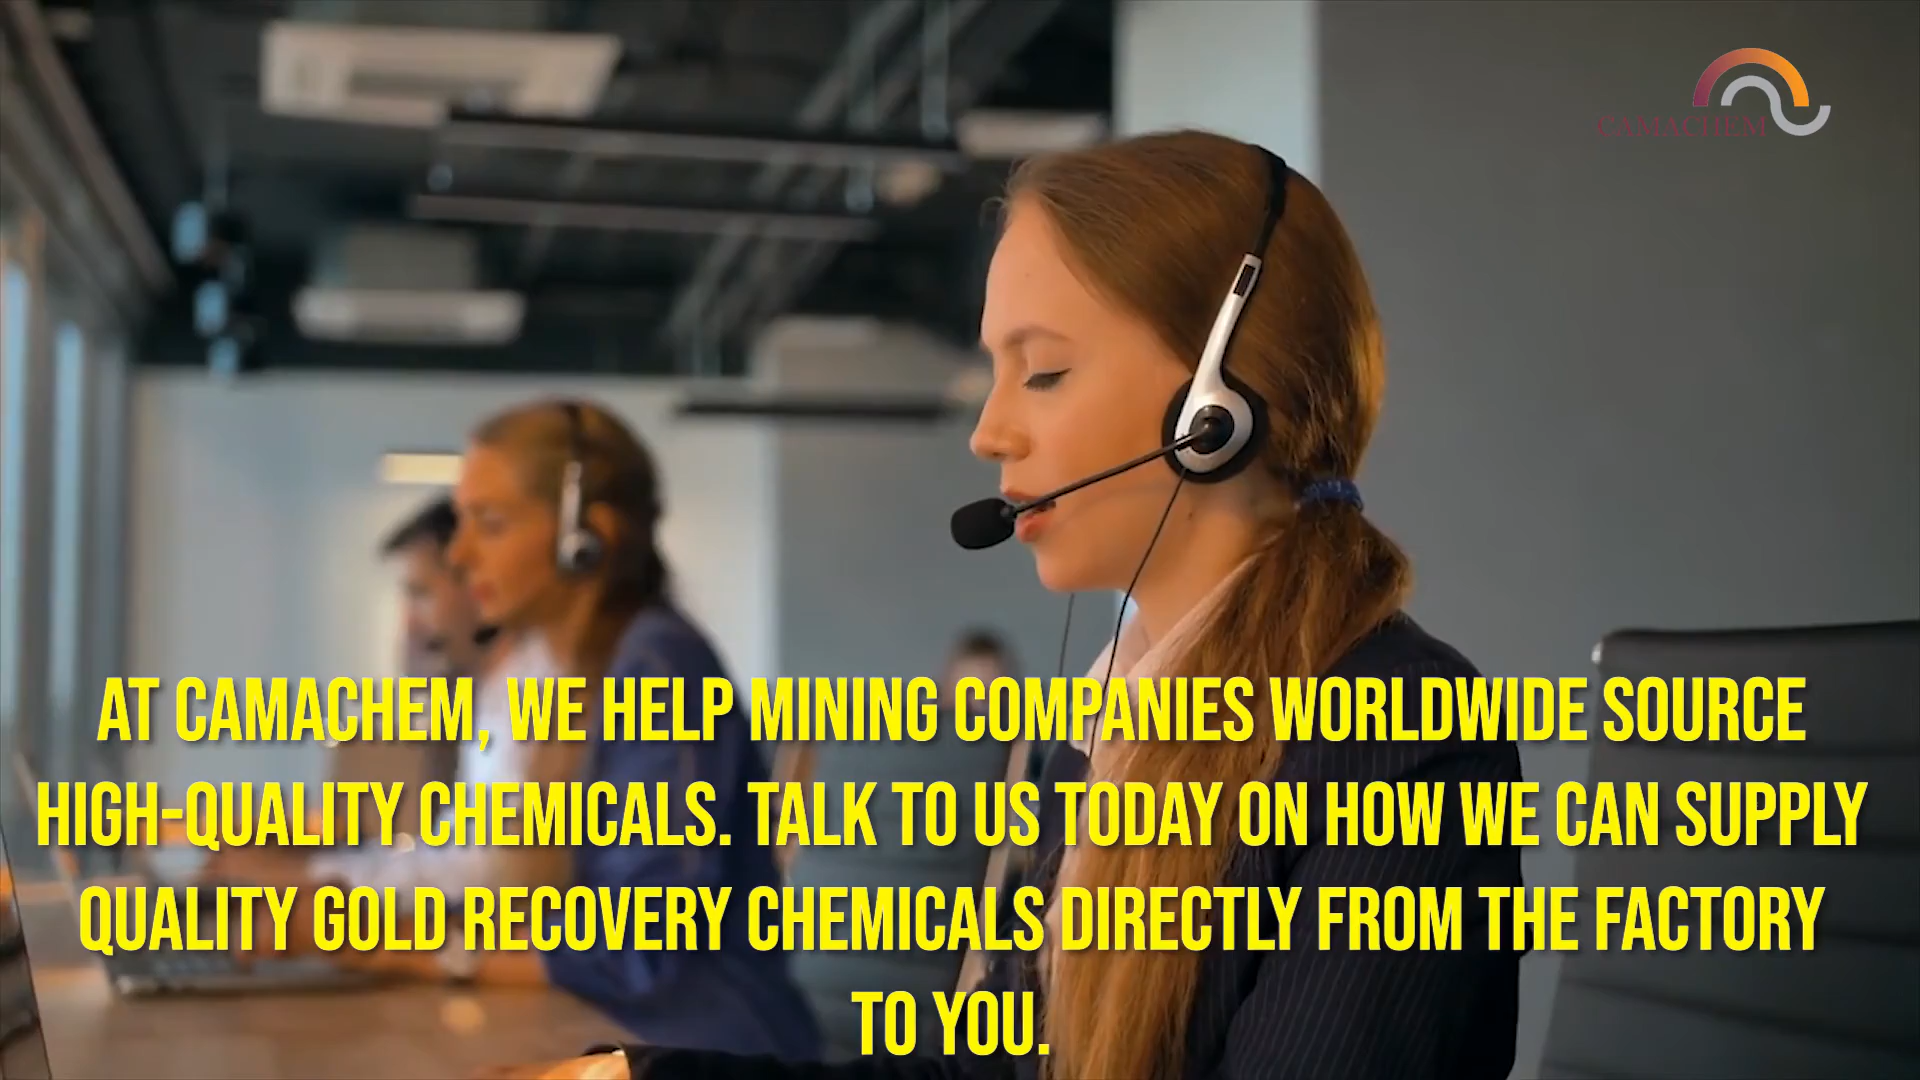 CAMACHEM
AT CAMACHEM, WE HELP MINING COMPANIES WORLDWIDE SOURCE
HIGH-QUALITY CHEMICALS. TALK TO US TODAY ON HOW WE CAN SUPPLY
QUALITY GOLD RECOVERY CHEMICALS DIRECTLY FROM THE FACTORY
TO YOU.